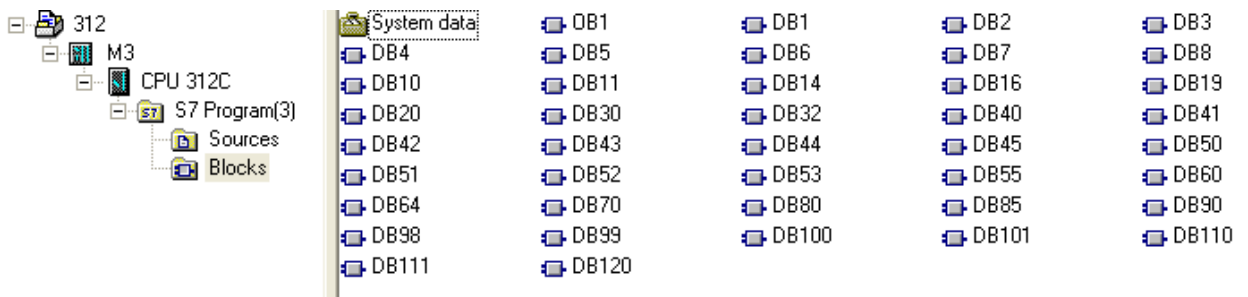 312
M3
CPU 312C
S7 Program(3)
Sources
Blocks
System data OB1 DB1 DB2 DB3
DB4 DB5 DB6 DB7 DB8
DB10 DB11 DB14 DB16 DB19
DB20 DB30 DB32 DB40 DB41
DB42 DB43 DB44 DB45 DB50
DB51 DB52 DB53 DB55 DB60
DB64 DB70 DB80 DB85 DB90
DB98 DB99 DB100 DB101 DB110
DB111 DB120